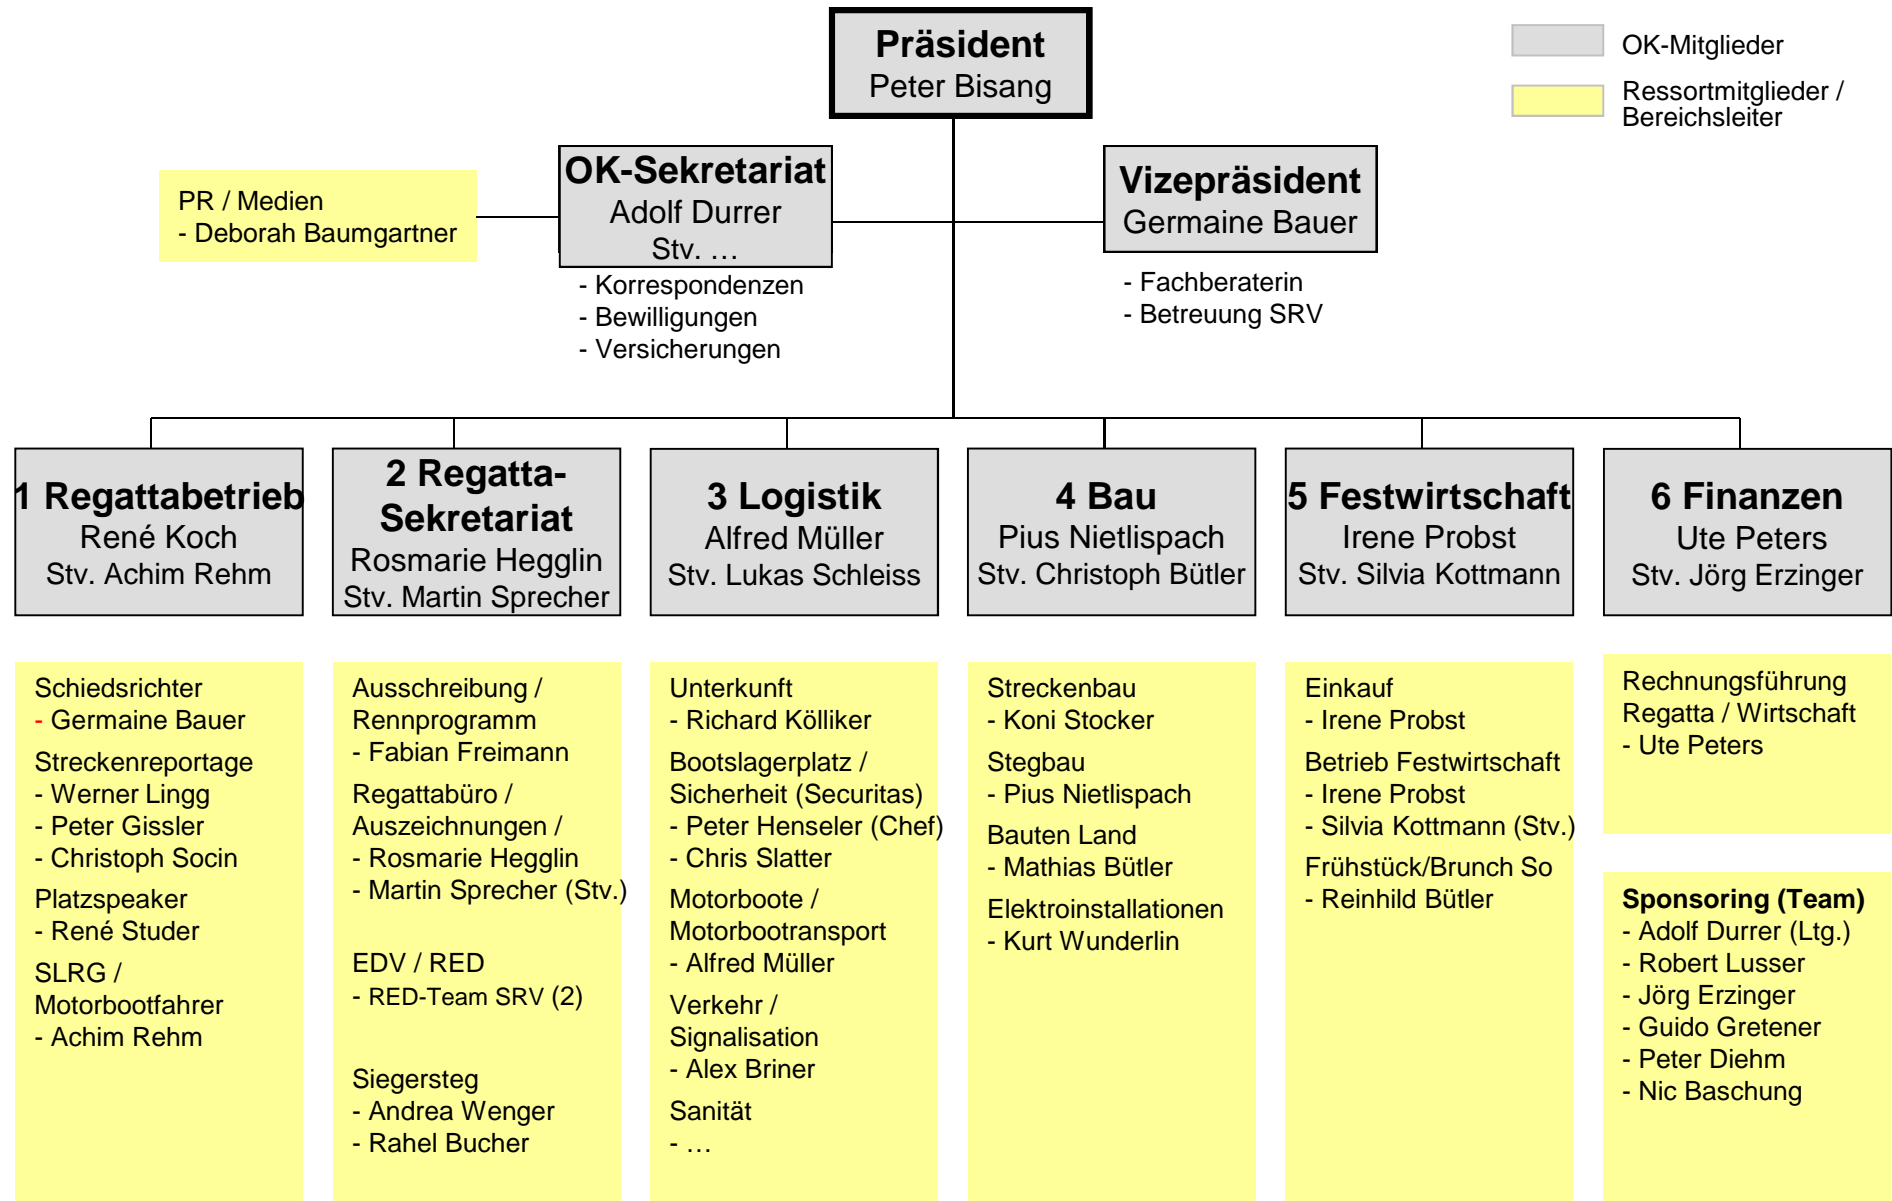 Präsident
Peter Bisang
OK-Mitglieder
Ressortmitglieder /
Bereichsleiter
PR / Medien
- Deborah Baumgartner
OK-Sekretariat
Adolf Durrer
Stv. …
- Korrespondenzen
- Bewilligungen
- Versicherungen
Vizepräsident
Germaine Bauer
- Fachberaterin
- Betreuung SRV
1 Regattabetrieb
René Koch
Stv. Achim Rehm
2 Regatta-
Sekretariat
Rosmarie Hegglin
Stv. Martin Sprecher
3 Logistik
Alfred Müller
Stv. Lukas Schleiss
4 Bau
Pius Nietlispach
Stv. Christoph Bütler
5 Festwirtschaft
Irene Probst
Stv. Silvia Kottmann
6 Finanzen
Ute Peters
Stv. Jörg Erzinger
Schiedsrichter
- Germaine Bauer
Streckenreportage
- Werner Lingg
- Peter Gissler
- Christoph Socin
Platzspeaker
- René Studer
SLRG /
Motorbootfahrer
- Achim Rehm
Ausschreibung /
Rennprogramm
- Fabian Freimann
Regattabüro /
Auszeichnungen /
- Rosmarie Hegglin
- Martin Sprecher (Stv.)
EDV / RED
- RED-Team SRV (2)
Siegersteg
- Andrea Wenger
- Rahel Bucher
Unterkunft
- Richard Kölliker
Bootslagerplatz /
Sicherheit (Securitas)
- Peter Henseler (Chef)
- Chris Slatter
Motorboote /
Motorbootransport
- Alfred Müller
Verkehr /
Signalisation
- Alex Briner
Sanität
- …
Streckenbau
- Koni Stocker
Stegbau
- Pius Nietlispach
Bauten Land
- Mathias Bütler
Elektroinstallationen
- Kurt Wunderlin
Einkauf
- Irene Probst
Betrieb Festwirtschaft
- Irene Probst
- Silvia Kottmann (Stv.)
Frühstück/Brunch So
- Reinhild Bütler
Rechnungsführung
Regatta / Wirtschaft
- Ute Peters
Sponsoring (Team)
- Adolf Durrer (Ltg.)
- Robert Lusser
- Jörg Erzinger
- Guido Gretener
- Peter Diehm
- Nic Baschung